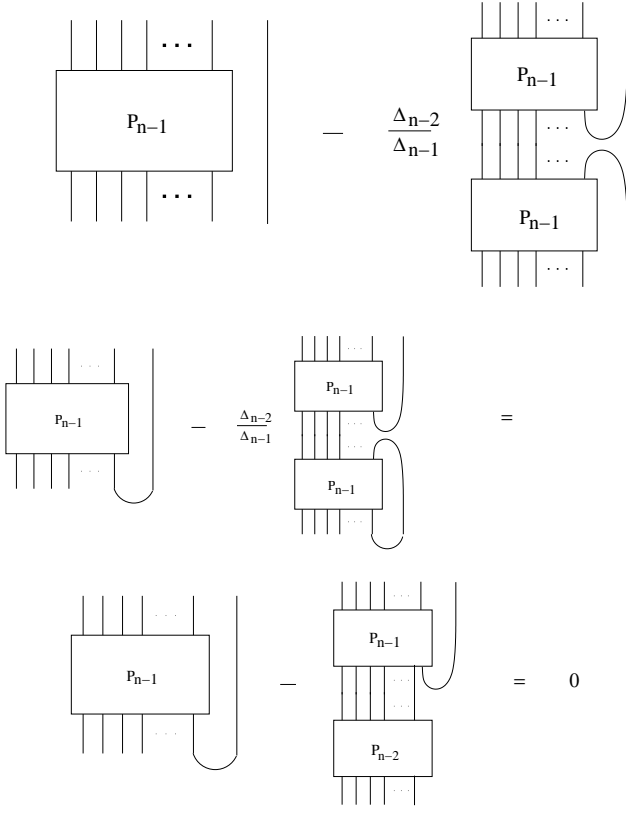 . . . . . .
P_{n−1} — Δ_{n−2} / Δ_{n−1} P_{n−1}
. . . . . .
. . .
P_{n−1}
. . .
. . . . . .
P_{n−1} — Δ_{n−2} / Δ_{n−1} P_{n−1} =
. . . . . .
. . .
P_{n−1}
. . .
. . . . . .
P_{n−1} — P_{n−1} = 0
. . . . . .
. . .
P_{n−2}
. . .